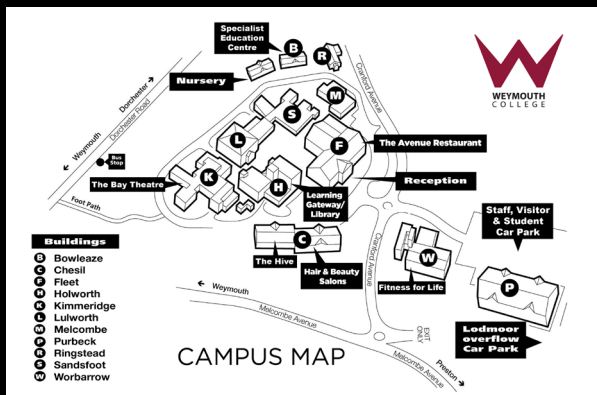 Specialist
Education
Centre
B
R
Nursery
Cranford Avenue
WEYMOUTH
COLLEGE
Dorchester
Dorchester Road
Weymouth
Bus
Stop
M
S
L
F
The Avenue Restaurant
The Bay Theatre
K
H
Reception
Learning
Gateway/
Library
Foot Path
Staff, Visitor
& Student
Car Park
C
The Hive
Hair & Beauty
Salons
Cranford Avenue
W
Fitness for Life
P
Lodmoor
overflow
Car Park
Buildings
B Bowleaze
C Chesil
F Fleet
H Holworth
K Kimmeridge
L Lulworth
M Melcombe
P Purbeck
R Ringstead
S Sandsfoot
W Worbarrow
Weymouth
Melcombe Avenue
EXIT
ONLY
Melcombe Avenue
Preston
CAMPUS MAP